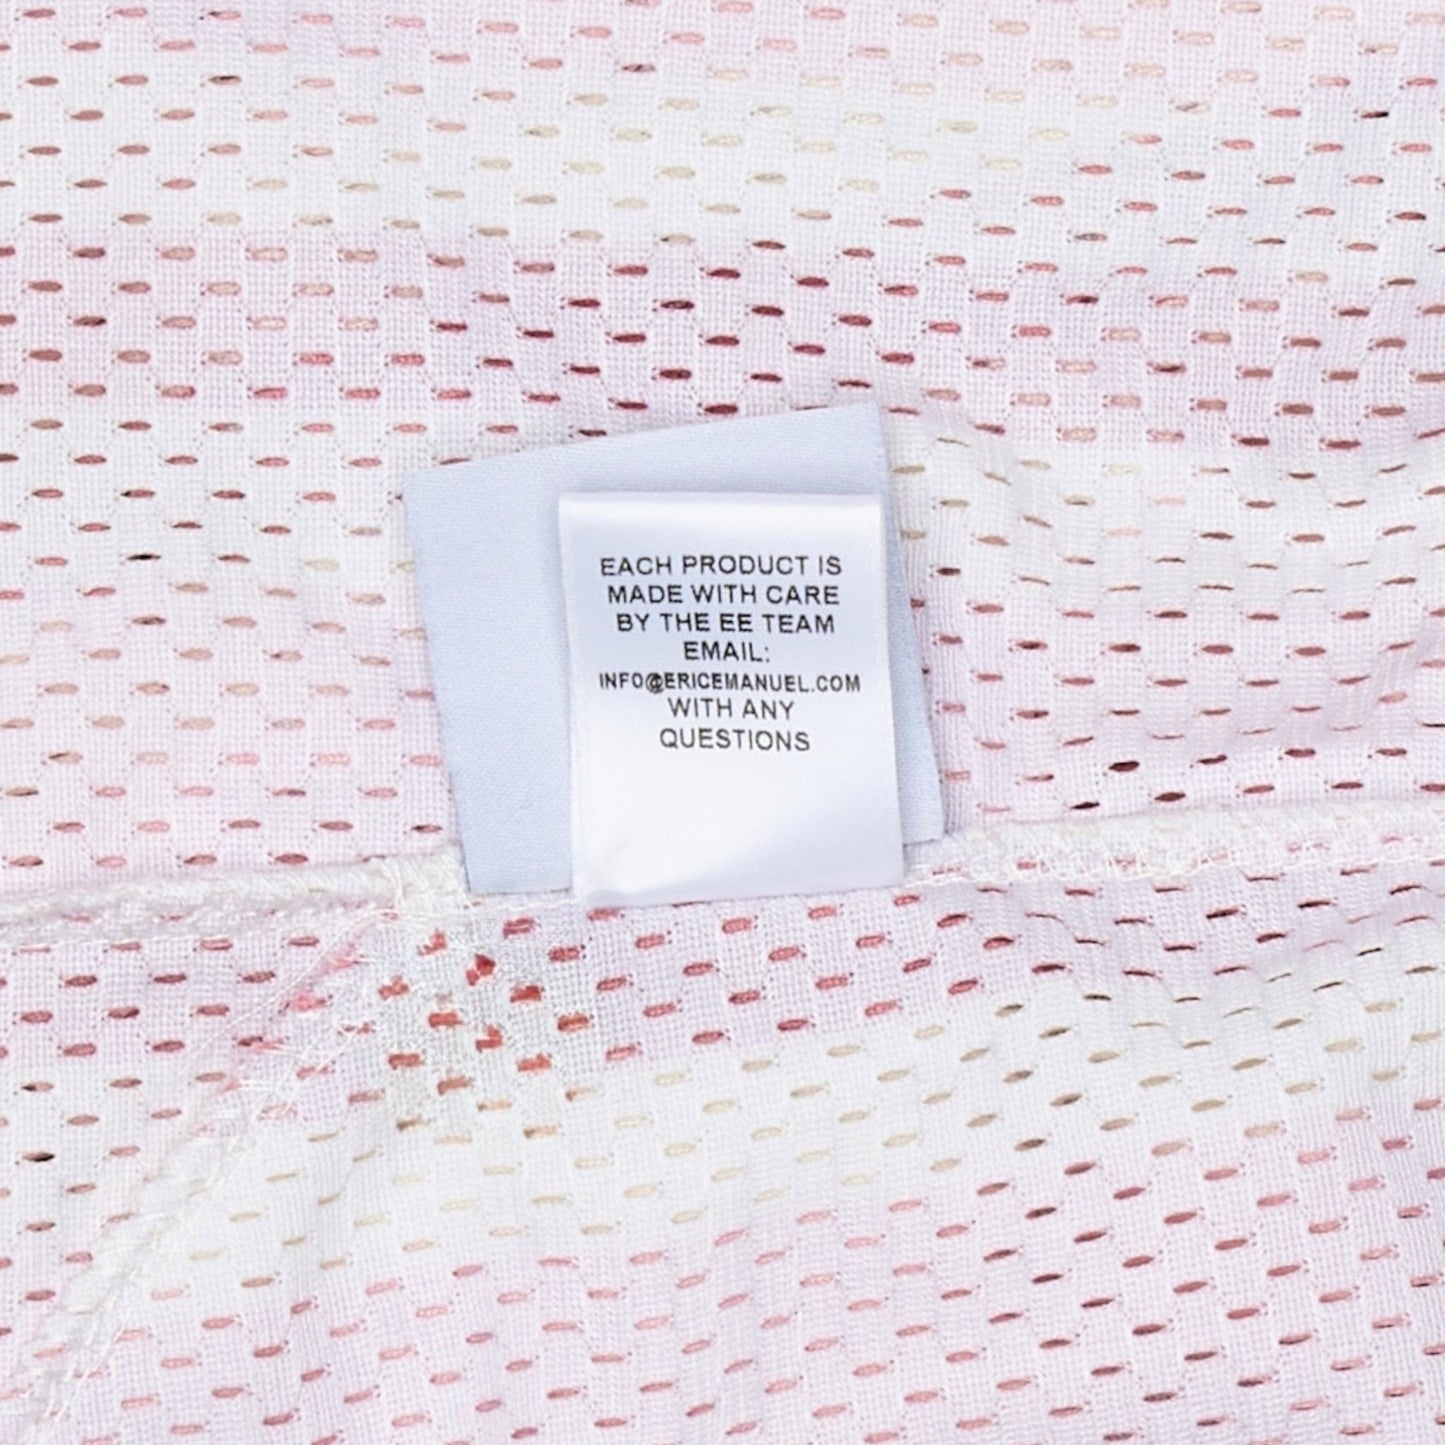 EACH PRODUCT IS
MADE WITH CARE
BY THE EE TEAM
EMAIL:
INFO@ERICEMANUEL.COM
WITH ANY
QUESTIONS